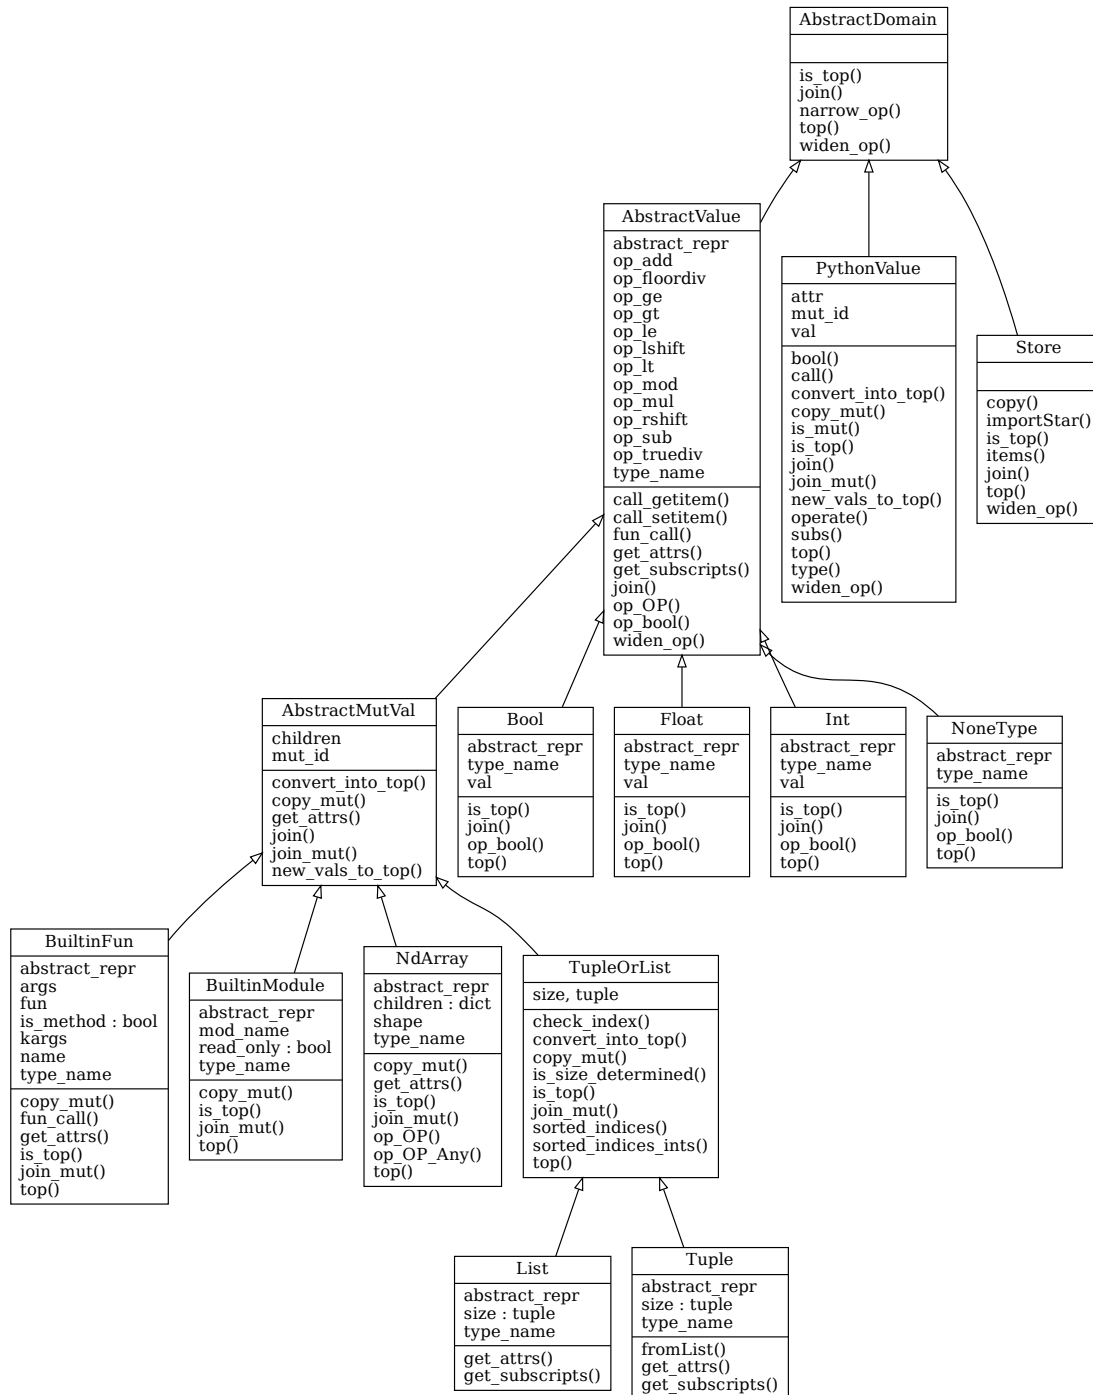 AbstractDomain
is_top()
join()
narrow_op()
top()
widen_op()
AbstractValue
abstract_repr
op_add
op_floordiv
op_ge
op_gt
op_le
op_lshift
op_lt
op_mod
op_mul
op_rshift
op_sub
op_truediv
type_name
call_getitem()
call_setitem()
fun_call()
get_attrs()
get_subscripts()
join()
op_OP()
op_bool()
widen_op()
PythonValue
attr
mut_id
val
bool()
call()
convert_into_top()
copy_mut()
is_mut()
is_top()
join()
join_mut()
new_vals_to_top()
operate()
subs()
top()
type()
widen_op()
Store
copy()
importStar()
is_top()
items()
join()
top()
widen_op()
AbstractMutVal
children
mut_id
convert_into_top()
copy_mut()
get_attrs()
join()
join_mut()
new_vals_to_top()
Bool
abstract_repr
type_name
val
is_top()
join()
op_bool()
top()
Float
abstract_repr
type_name
val
is_top()
join()
op_bool()
top()
Int
abstract_repr
type_name
val
is_top()
join()
op_bool()
top()
NoneType
abstract_repr
type_name
is_top()
join()
op_bool()
top()
BuiltinFun
abstract_repr
args
fun
is_method : bool
kargs
name
type_name
copy_mut()
fun_call()
get_attrs()
is_top()
join_mut()
top()
BuiltinModule
abstract_repr
mod_name
read_only : bool
type_name
copy_mut()
is_top()
join_mut()
top()
NdArray
abstract_repr
children : dict
shape
type_name
copy_mut()
get_attrs()
is_top()
join_mut()
op_OP()
op_OP_Any()
top()
TupleOrList
size, tuple
check_index()
convert_into_top()
copy_mut()
is_size_determined()
is_top()
join_mut()
sorted_indices()
sorted_indices_ints()
top()
List
abstract_repr
size : tuple
type_name
get_attrs()
get_subscripts()
Tuple
abstract_repr
size : tuple
type_name
fromList()
get_attrs()
get_subscripts()